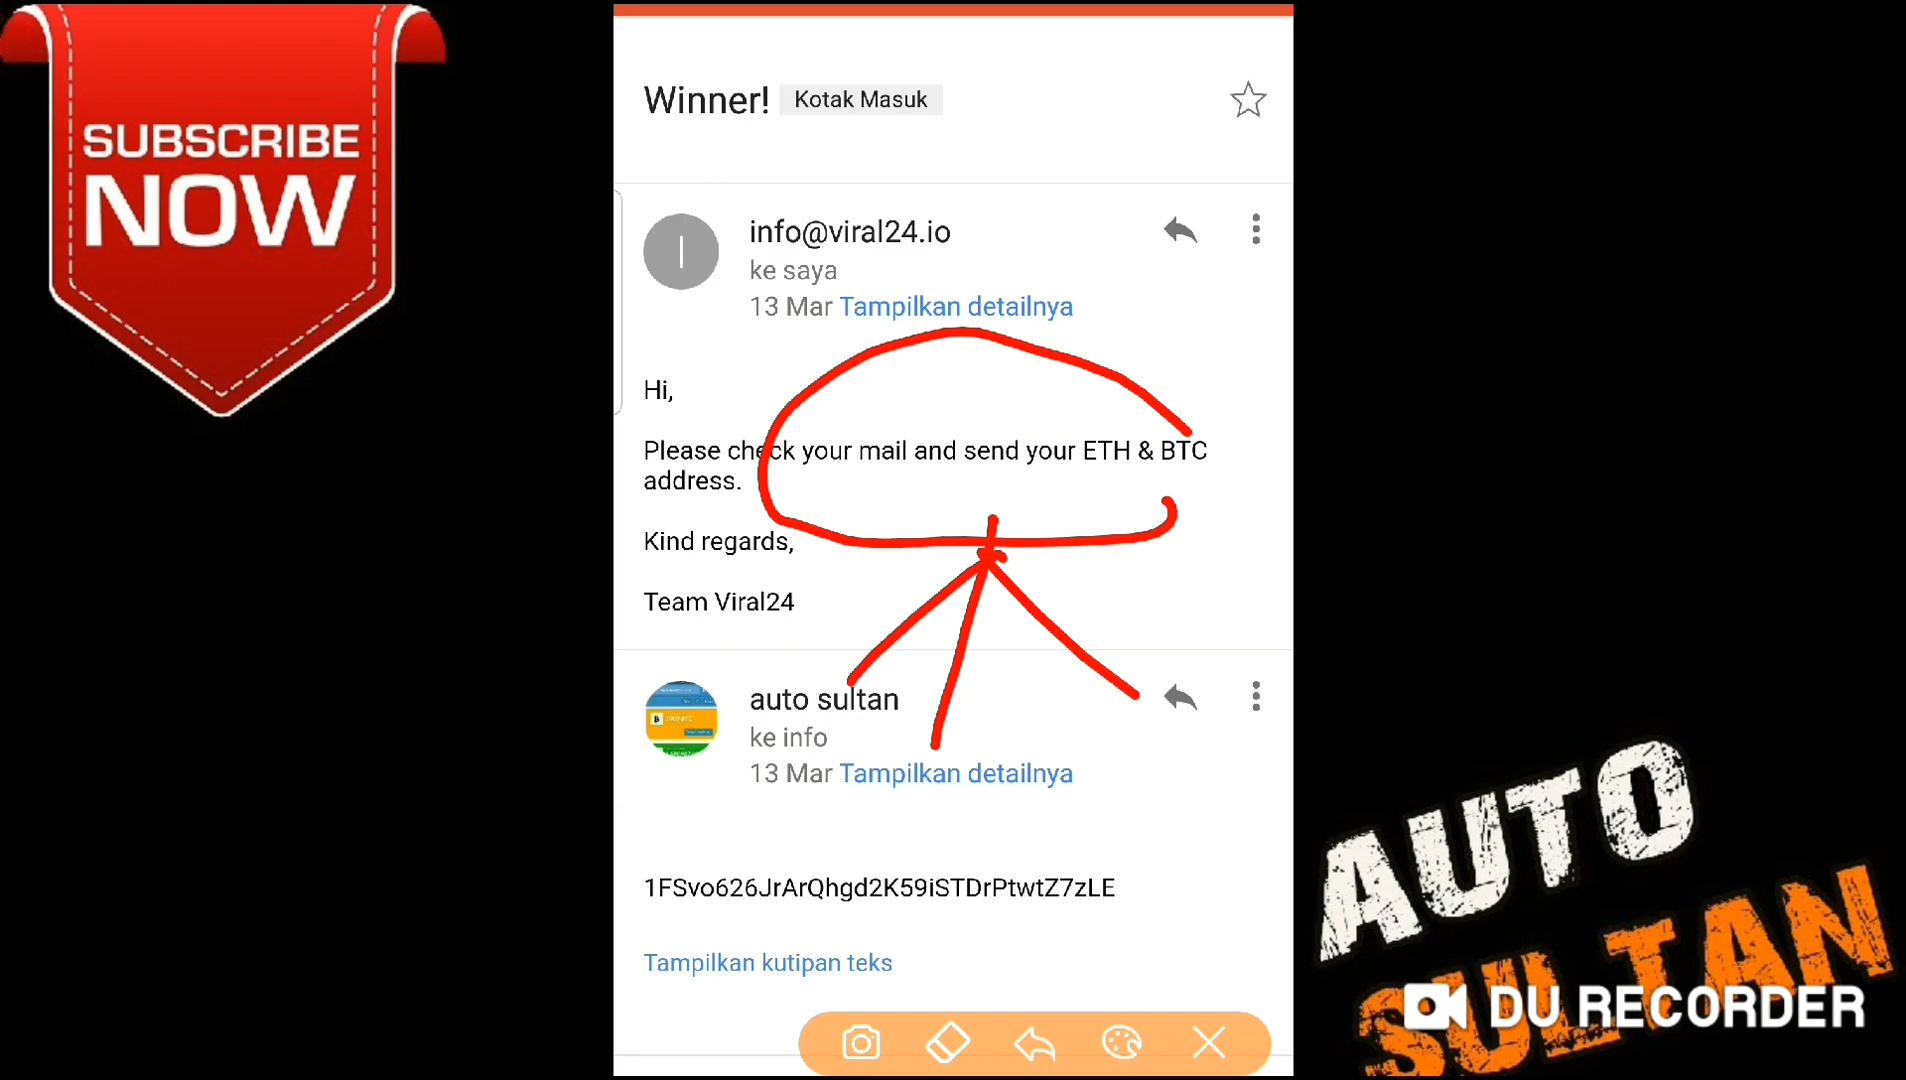 SUBSCRIBE
NOW
Winner! Kotak Masuk
I
info@viral24.io
ke saya
13 Mar Tampilkan detailnya
Hi,
Please check your mail and send your ETH & BTC
address.
Kind regards,
Team Viral24
auto sultan
ke info
13 Mar Tampilkan detailnya
1FSvo626JrArQhgd2K59iSTDrPtwtZ7zLE
Tampilkan kutipan teks
AUTO
SULTAN
DU RECORDER